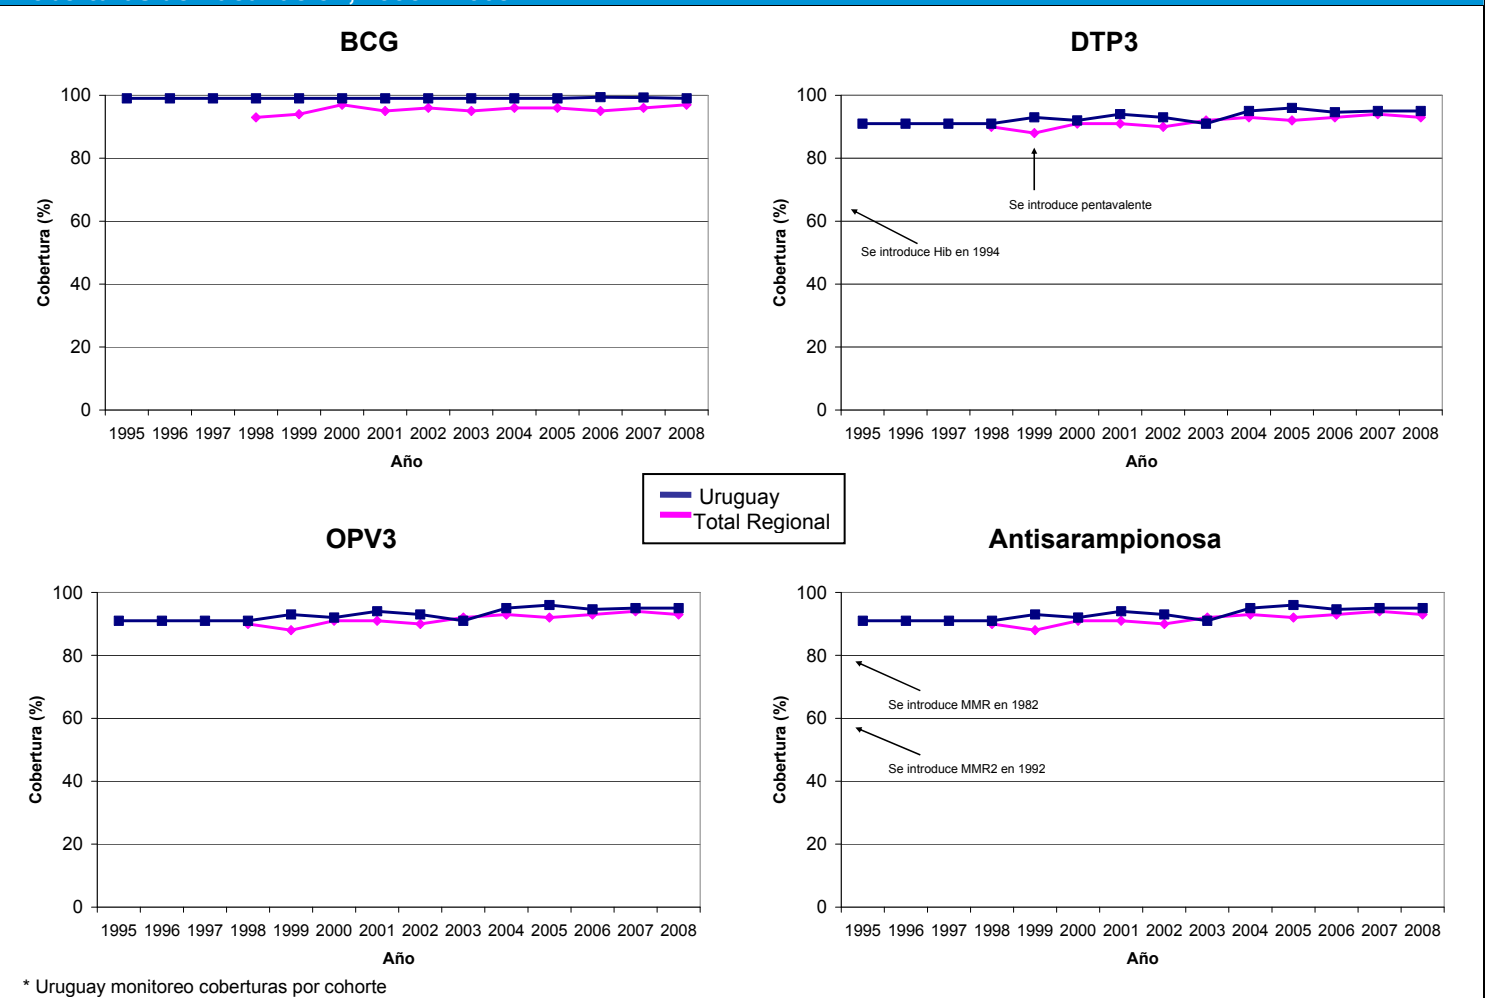 BCG
100
80
60
40
20
0
Cobertura (%)
1995 1996 1997 1998 1999 2000 2001 2002 2003 2004 2005 2006 2007 2008
Año
DTP3
100
80
60
40
20
0
Cobertura (%)
Se introduce pentavalente
Se introduce Hib en 1994
1995 1996 1997 1998 1999 2000 2001 2002 2003 2004 2005 2006 2007 2008
Año
Uruguay
Total Regional
OPV3
100
80
60
40
20
0
Cobertura (%)
1995 1996 1997 1998 1999 2000 2001 2002 2003 2004 2005 2006 2007 2008
Año
Antisarampionosa
100
80
60
40
20
0
Cobertura (%)
Se introduce MMR en 1982
Se introduce MMR2 en 1992
1995 1996 1997 1998 1999 2000 2001 2002 2003 2004 2005 2006 2007 2008
Año
* Uruguay monitoreo coberturas por cohorte